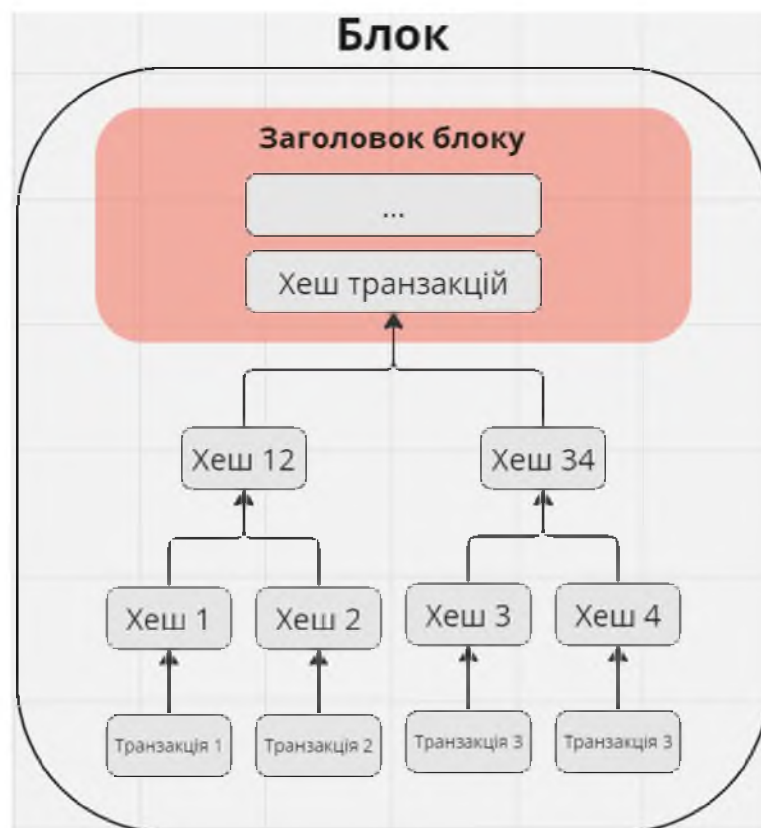 Блок
Заголовок блоку
...
Хеш транзакцій
Хеш 12
Хеш 34
Хеш 1
Хеш 2
Хеш 3
Хеш 4
Транзакція 1
Транзакція 2
Транзакція 3
Транзакція 3